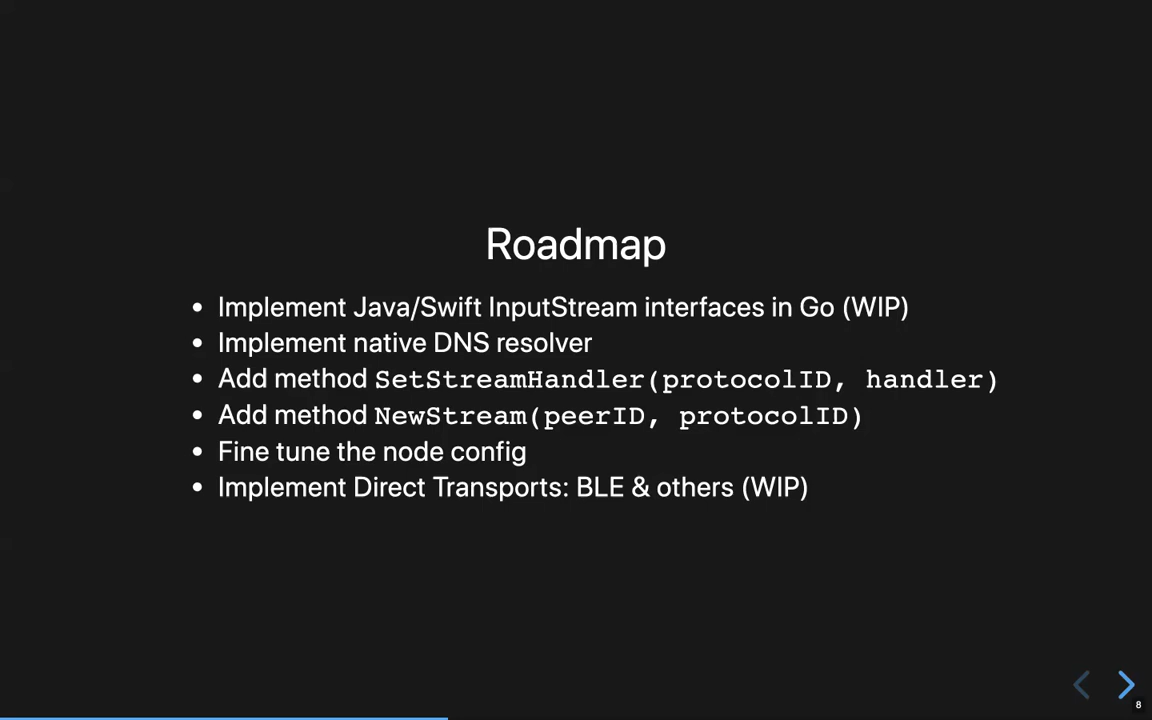 Roadmap
• Implement Java/Swift InputStream interfaces in Go (WIP)
• Implement native DNS resolver
• Add method SetStreamHandler(protocolID, handler)
• Add method NewStream(peerID, protocolID)
• Fine tune the node config
• Implement Direct Transports: BLE & others (WIP)
8